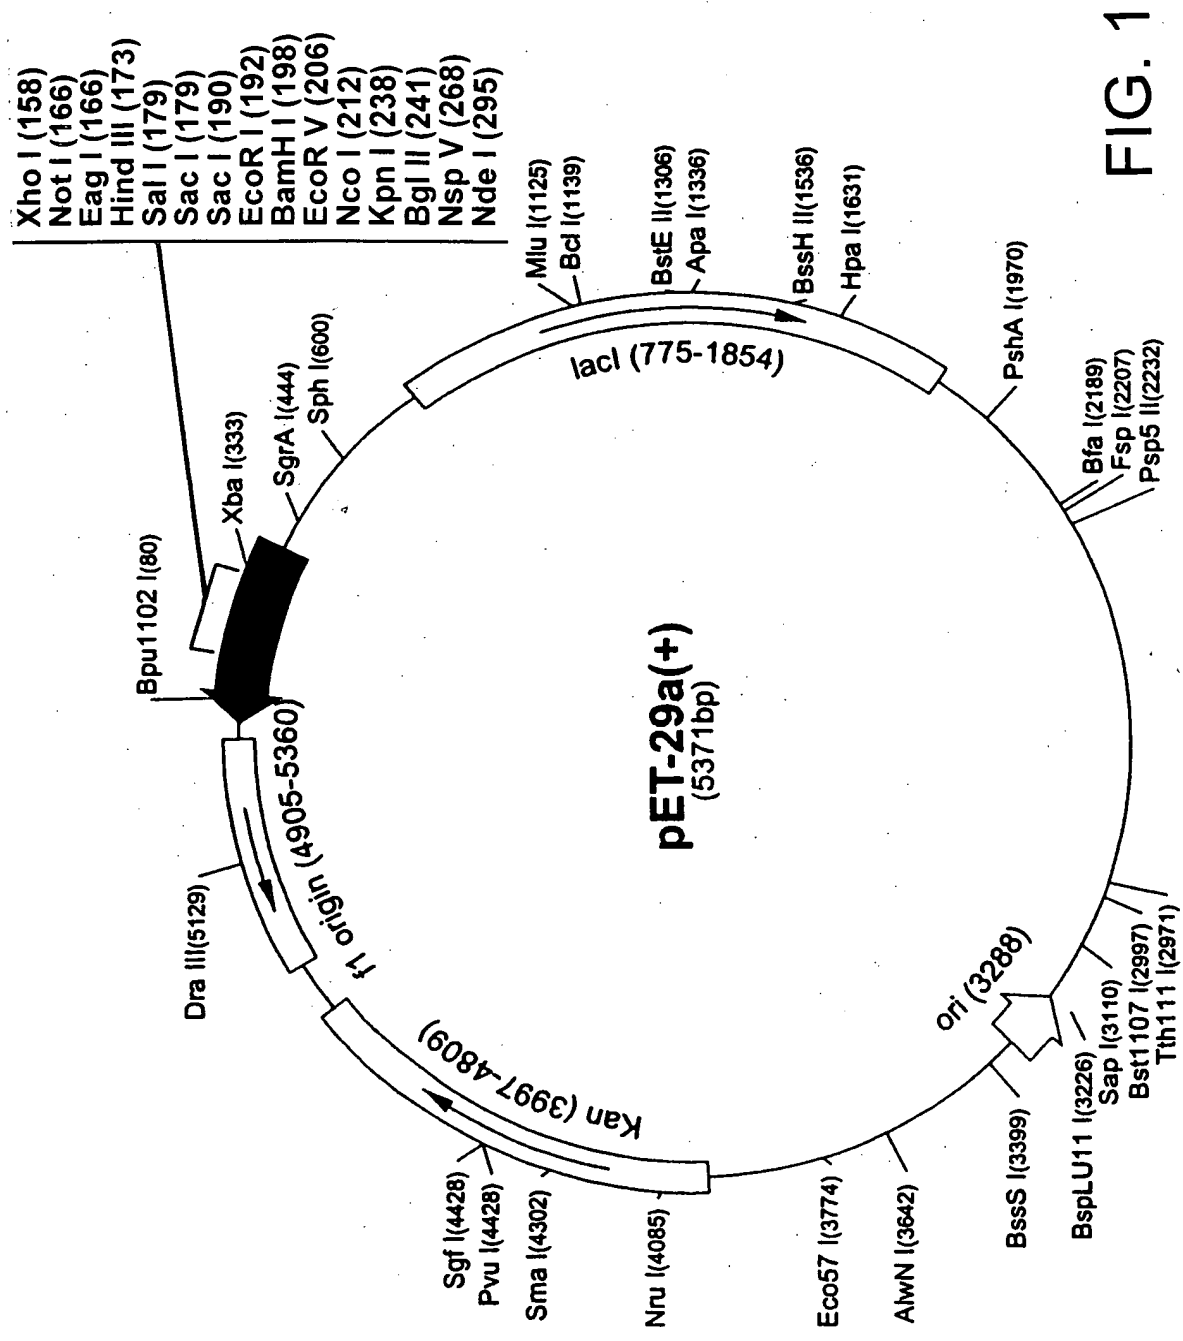 Xho I (158)
Not I (166)
Eag I (166)
Hind III (173)
Sal I (179)
Sac I (179)
Sac I (190)
EcoR I (192)
BamH I (198)
EcoR V (206)
Nco I (212)
Kpn I (238)
Bgl II (241)
Nsp V (268)
Nde I (295)
Bpu1102 I(80)
Xba I(333)
SgrA I(444)
Sph I(600)
Mlu I(1125)
Bcl I(1139)
BstE II(1306)
Apa I(1336)
BssH II(1536)
Hpa I(1631)
lacI (775-1854)
PshA I(1970)
Bfa I(2189)
Fsp I(2207)
Psp5 II(2232)
Dra III(5129)
f1 origin (4905-5360)
pET-29a(+)
(5371bp)
Kan (3997-4809)
ori (3288)
Sgf I(4428)
Pvu I(4428)
Sma I(4302)
Nru I(4085)
Eco57 I(3774)
AlwN I(3642)
BssS I(3399)
BspLU11 I(3226)
Sap I(3110)
Bst1107 I(2997)
Tth111 I(2971)
FIG. 1